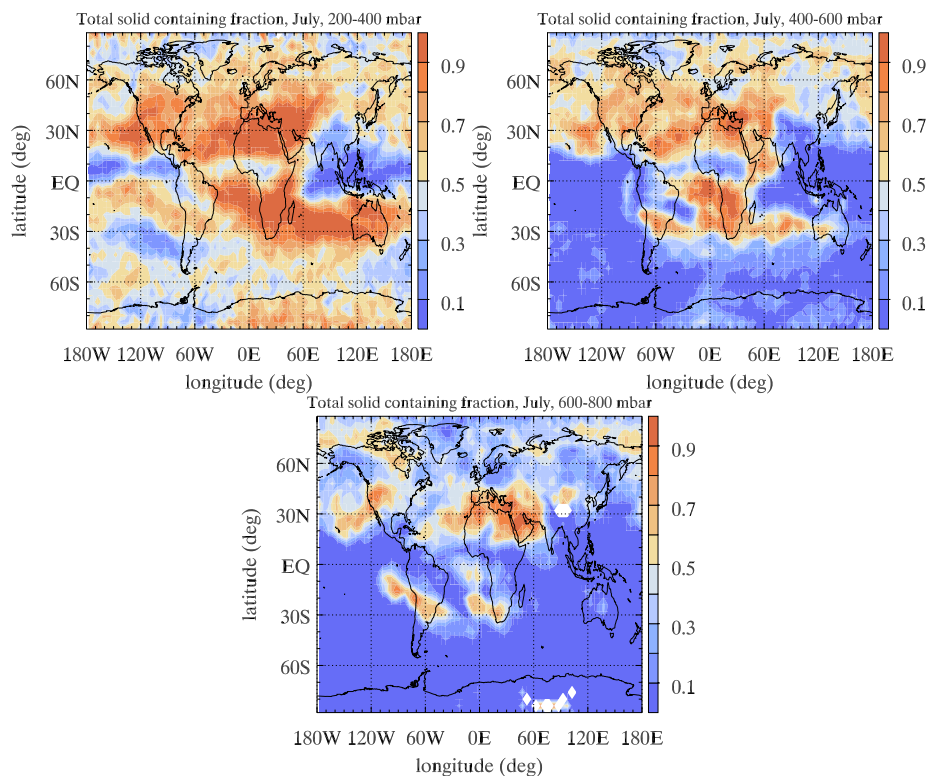 Total solid containing fraction, July, 200-400 mbar
latitude (deg)
60N
30N
EQ
30S
60S
180W 120W 60W 0E 60E 120E 180E
longitude (deg)
0.9
0.7
0.5
0.3
0.1
Total solid containing fraction, July, 400-600 mbar
latitude (deg)
60N
30N
EQ
30S
60S
180W 120W 60W 0E 60E 120E 180E
longitude (deg)
0.9
0.7
0.5
0.3
0.1
Total solid containing fraction, July, 600-800 mbar
latitude (deg)
60N
30N
EQ
30S
60S
180W 120W 60W 0E 60E 120E 180E
longitude (deg)
0.9
0.7
0.5
0.3
0.1